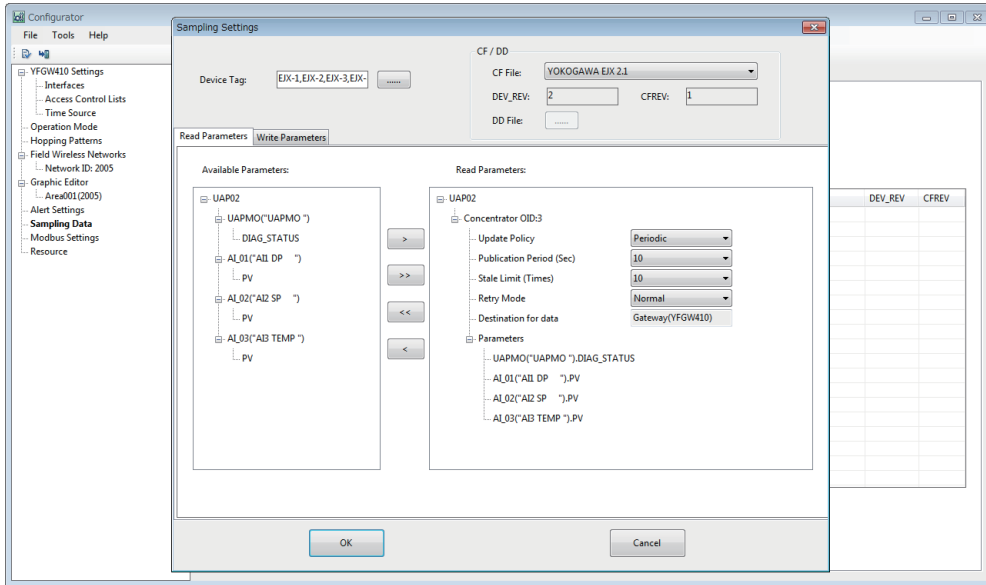 Configurator
File Tools Help
YFGW410 Settings
Interfaces
Access Control Lists
Time Source
Operation Mode
Hopping Patterns
Field Wireless Networks
Network ID: 2005
Graphic Editor
Area001(2005)
Alert Settings
Sampling Data
Modbus Settings
Resource
Sampling Settings
Device Tag:
EJX-1,EJX-2,EJX-3,EJX-
......
CF / DD
CF File:
YOKOGAWA EJX 2.1
DEV_REV:
2
CFREV:
1
DD File:
......
Read Parameters
Write Parameters
Available Parameters:
UAP02
UAPMO("UAPMO ")
DIAG_STATUS
AI_01("AI1 DP ")
PV
AI_02("AI2 SP ")
PV
AI_03("AI3 TEMP ")
PV
>
>>
<<
<
Read Parameters:
UAP02
Concentrator OID:3
Update Policy Periodic
Publication Period (Sec) 10
Stale Limit (Times) 10
Retry Mode Normal
Destination for data Gateway(YFGW410)
Parameters
UAPMO("UAPMO ").DIAG_STATUS
AI_01("AI1 DP ").PV
AI_02("AI2 SP ").PV
AI_03("AI3 TEMP ").PV
OK
Cancel
DEV_REV CFREV